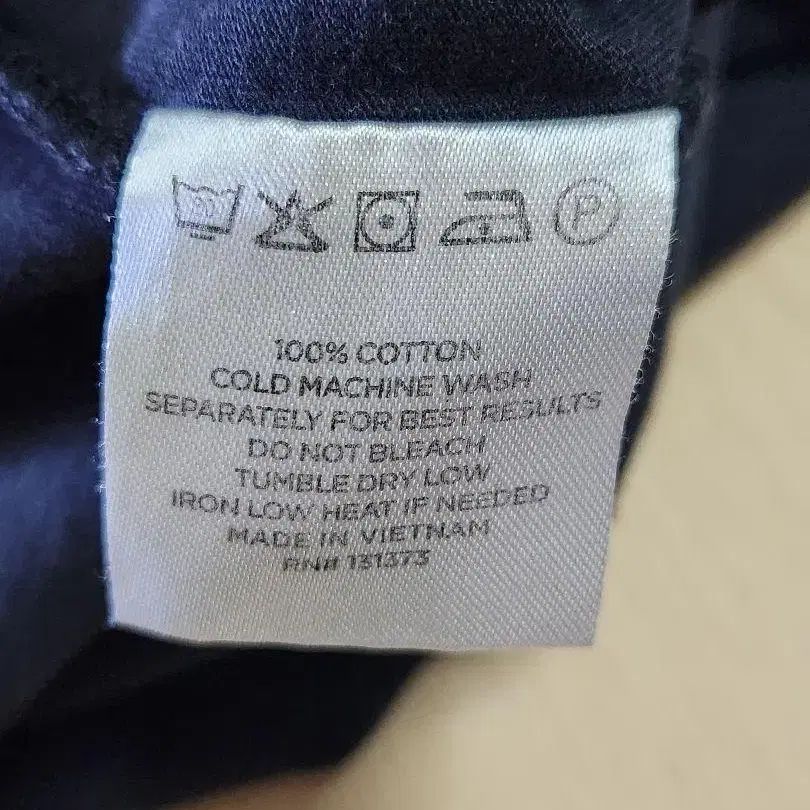 30 P
100% COTTON
COLD MACHINE WASH
SEPARATELY FOR BEST RESULTS
DO NOT BLEACH
TUMBLE DRY LOW
IRON LOW HEAT IF NEEDED
MADE IN VIETNAM
RN# 131373